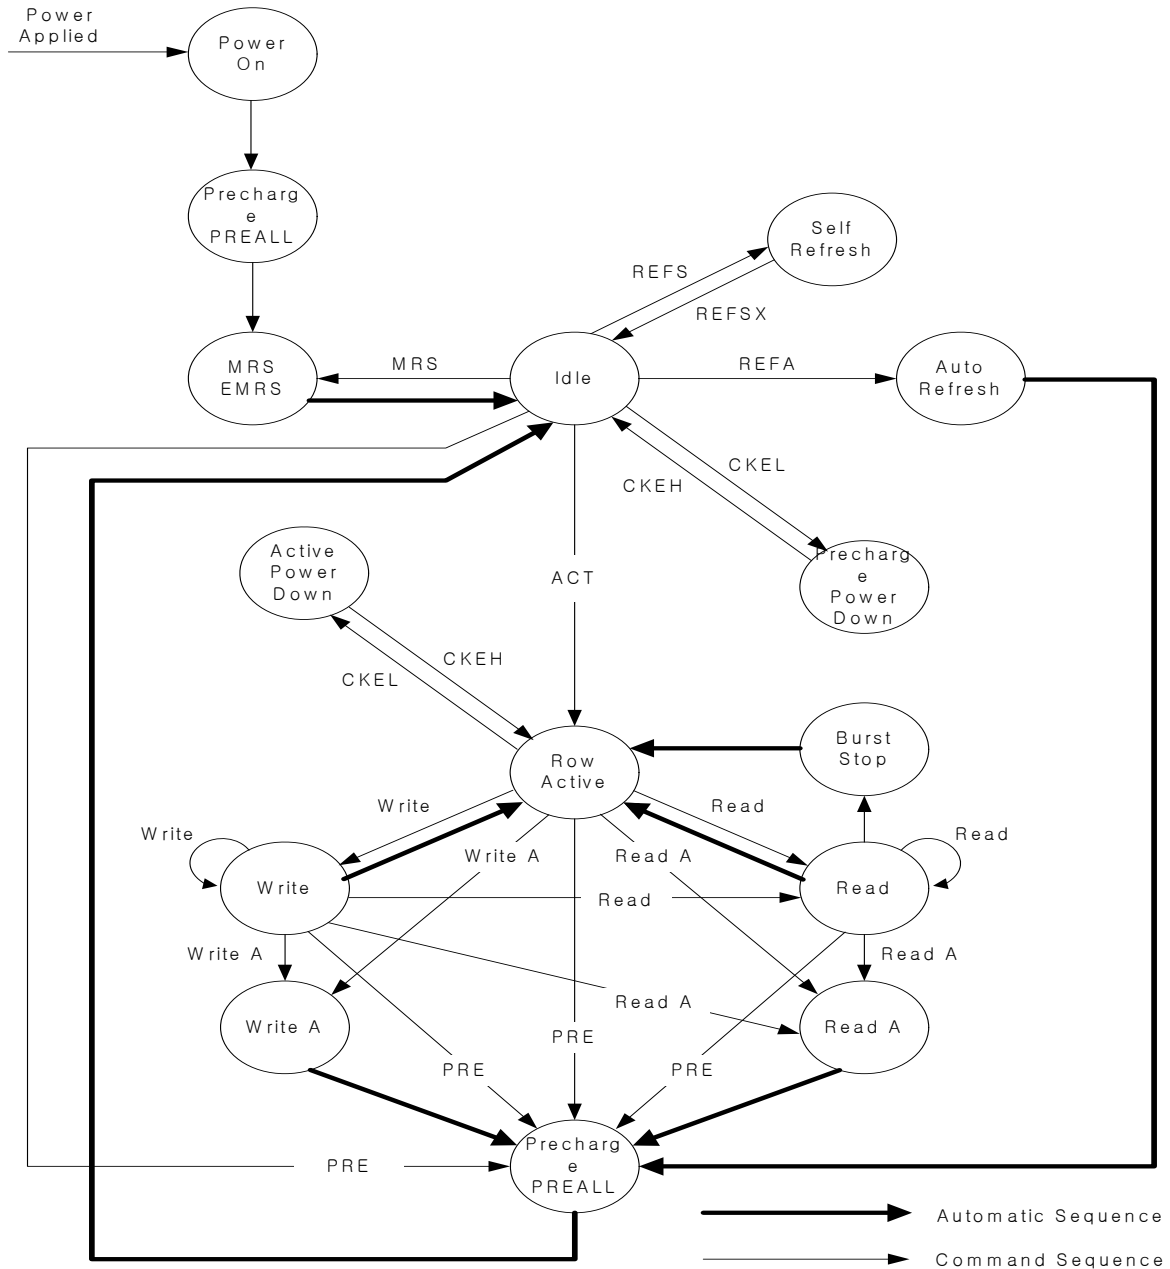 Power
Applied
Power
On
Precharg
e
PREALL
Self
Refresh
REFS
REFSX
MRS
EMRS
MRS
Idle
REFA
Auto
Refresh
CKEL
CKEH
Active
Power
Down
Precharg
e
Power
Down
ACT
CKEH
CKEL
Row
Active
Burst
Stop
Write
Read
Write
Write A
Read A
Read
Write
Read
Read
Write A
Read A
Write A
Read A
Read A
PRE
PRE
PRE
Precharg
e
PREALL
PRE
Automatic Sequence
Command Sequence